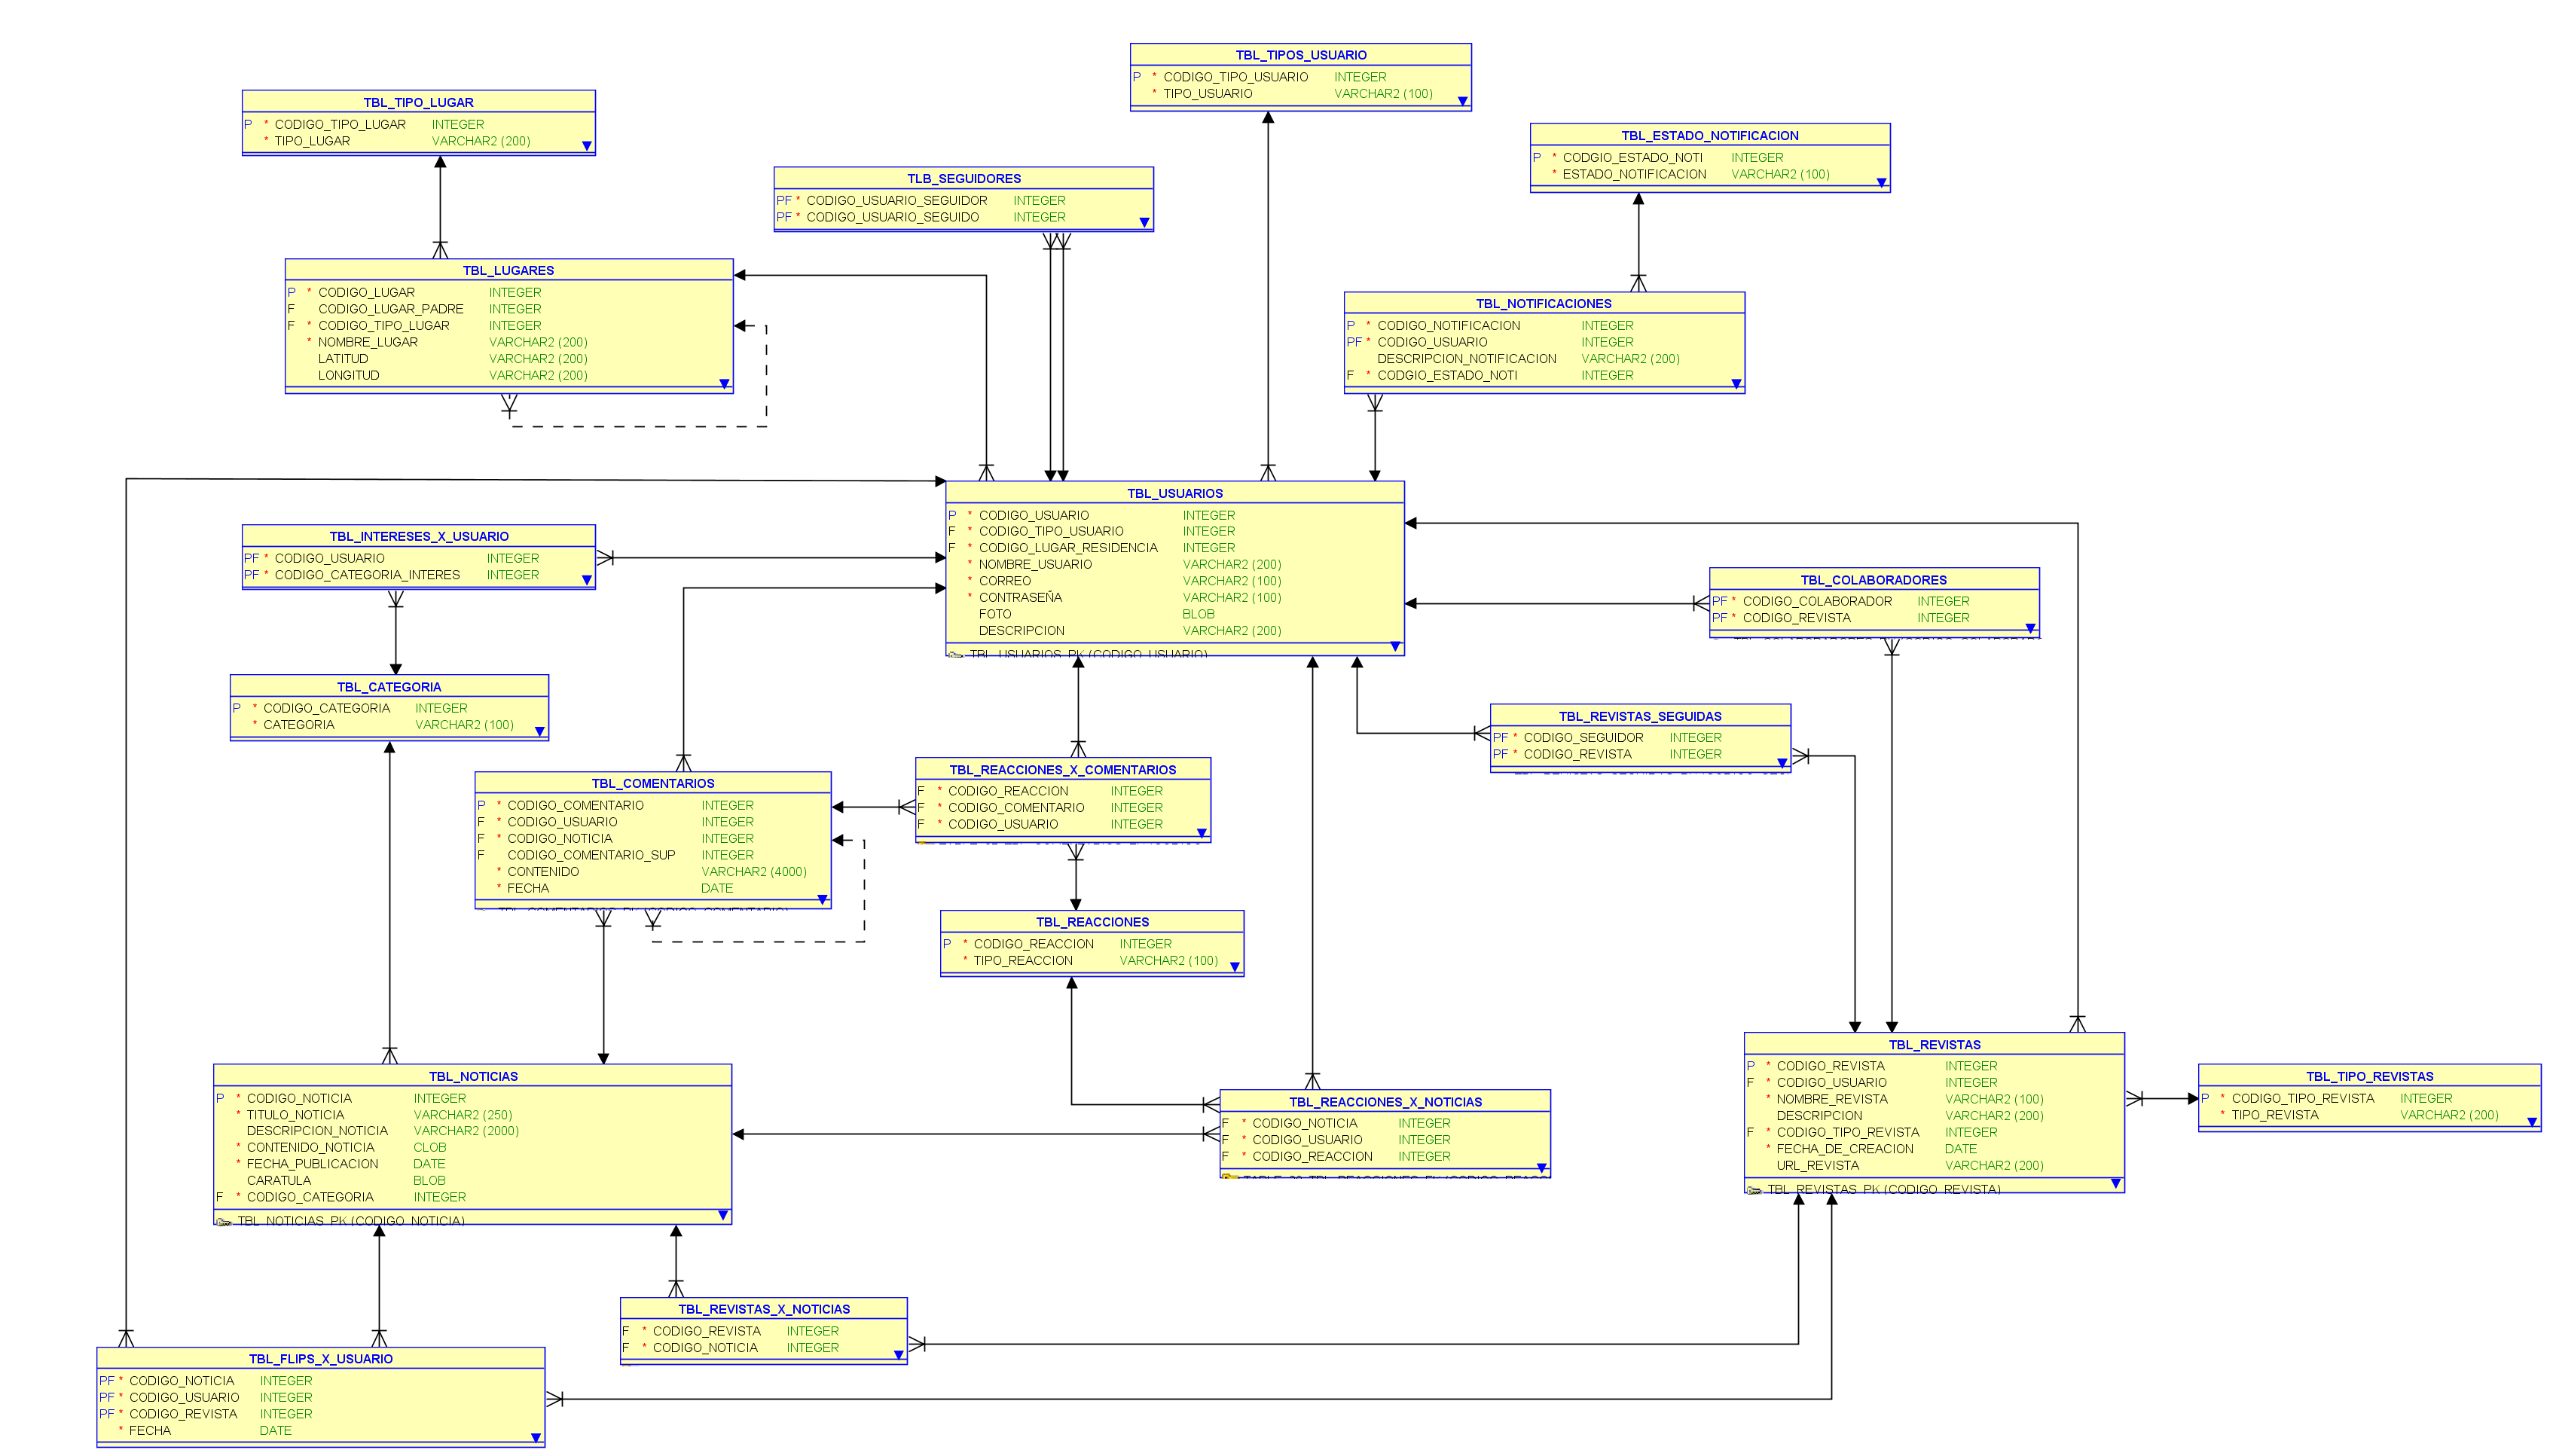 TBL_TIPOS_USUARIO
P * CODIGO_TIPO_USUARIO INTEGER
* TIPO_USUARIO VARCHAR2 (100)
TBL_TIPO_LUGAR
P * CODIGO_TIPO_LUGAR INTEGER
* TIPO_LUGAR VARCHAR2 (200)
TBL_ESTADO_NOTIFICACION
P * CODGIO_ESTADO_NOTI INTEGER
* ESTADO_NOTIFICACION VARCHAR2 (100)
TLB_SEGUIDORES
PF * CODIGO_USUARIO_SEGUIDOR INTEGER
PF * CODIGO_USUARIO_SEGUIDO INTEGER
TBL_LUGARES
P * CODIGO_LUGAR INTEGER
F CODIGO_LUGAR_PADRE INTEGER
F * CODIGO_TIPO_LUGAR INTEGER
* NOMBRE_LUGAR VARCHAR2 (200)
LATITUD VARCHAR2 (200)
LONGITUD VARCHAR2 (200)
TBL_NOTIFICACIONES
P * CODIGO_NOTIFICACION INTEGER
PF * CODIGO_USUARIO INTEGER
DESCRIPCION_NOTIFICACION VARCHAR2 (200)
F * CODGIO_ESTADO_NOTI INTEGER
TBL_USUARIOS
P * CODIGO_USUARIO INTEGER
F * CODIGO_TIPO_USUARIO INTEGER
F * CODIGO_LUGAR_RESIDENCIA INTEGER
* NOMBRE_USUARIO VARCHAR2 (200)
* CORREO VARCHAR2 (100)
* CONTRASEÑA VARCHAR2 (100)
FOTO BLOB
DESCRIPCION VARCHAR2 (200)
TBL_USUARIOS_PK (CODIGO_USUARIO)
TBL_INTERESES_X_USUARIO
PF * CODIGO_USUARIO INTEGER
PF * CODIGO_CATEGORIA_INTERES INTEGER
TBL_COLABORADORES
PF * CODIGO_COLABORADOR INTEGER
PF * CODIGO_REVISTA INTEGER
TBL_CATEGORIA
P * CODIGO_CATEGORIA INTEGER
* CATEGORIA VARCHAR2 (100)
TBL_REVISTAS_SEGUIDAS
PF * CODIGO_SEGUIDOR INTEGER
PF * CODIGO_REVISTA INTEGER
TBL_COMENTARIOS
P * CODIGO_COMENTARIO INTEGER
F * CODIGO_USUARIO INTEGER
F * CODIGO_NOTICIA INTEGER
F CODIGO_COMENTARIO_SUP INTEGER
* CONTENIDO VARCHAR2 (4000)
* FECHA DATE
TBL_REACCIONES_X_COMENTARIOS
F * CODIGO_REACCION INTEGER
F * CODIGO_COMENTARIO INTEGER
F * CODIGO_USUARIO INTEGER
TBL_REACCIONES
P * CODIGO_REACCION INTEGER
* TIPO_REACCION VARCHAR2 (100)
TBL_NOTICIAS
P * CODIGO_NOTICIA INTEGER
* TITULO_NOTICIA VARCHAR2 (250)
DESCRIPCION_NOTICIA VARCHAR2 (2000)
* CONTENIDO_NOTICIA CLOB
* FECHA_PUBLICACION DATE
CARATULA BLOB
F * CODIGO_CATEGORIA INTEGER
TBL_NOTICIAS_PK (CODIGO_NOTICIA)
TBL_REACCIONES_X_NOTICIAS
F * CODIGO_NOTICIA INTEGER
F * CODIGO_USUARIO INTEGER
F * CODIGO_REACCION INTEGER
TBL_REVISTAS
P * CODIGO_REVISTA INTEGER
F * CODIGO_USUARIO INTEGER
* NOMBRE_REVISTA VARCHAR2 (100)
DESCRIPCION VARCHAR2 (200)
F * CODIGO_TIPO_REVISTA INTEGER
* FECHA_DE_CREACION DATE
URL_REVISTA VARCHAR2 (200)
TBL_REVISTAS_PK (CODIGO_REVISTA)
TBL_TIPO_REVISTAS
P * CODIGO_TIPO_REVISTA INTEGER
* TIPO_REVISTA VARCHAR2 (200)
TBL_REVISTAS_X_NOTICIAS
F * CODIGO_REVISTA INTEGER
F * CODIGO_NOTICIA INTEGER
TBL_FLIPS_X_USUARIO
PF * CODIGO_NOTICIA INTEGER
PF * CODIGO_USUARIO INTEGER
PF * CODIGO_REVISTA INTEGER
* FECHA DATE